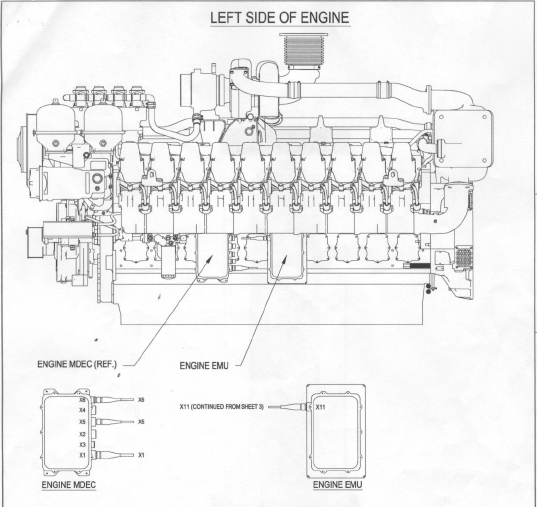 LEFT SIDE OF ENGINE
ENGINE MDEC (REF.)
ENGINE EMU
X6
X6
X4
X5
X5
X2
X3
X1
X1
ENGINE MDEC
X11 (CONTINUED FROM SHEET 3)
X11
ENGINE EMU